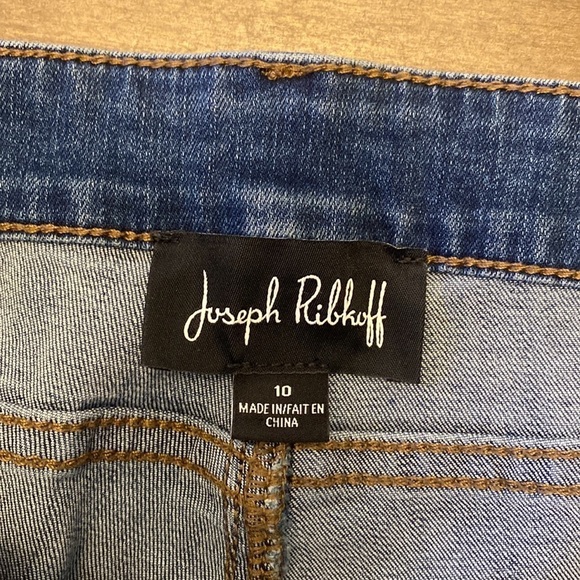 Joseph Ribkoff
10
MADE IN/FAIT EN
CHINA